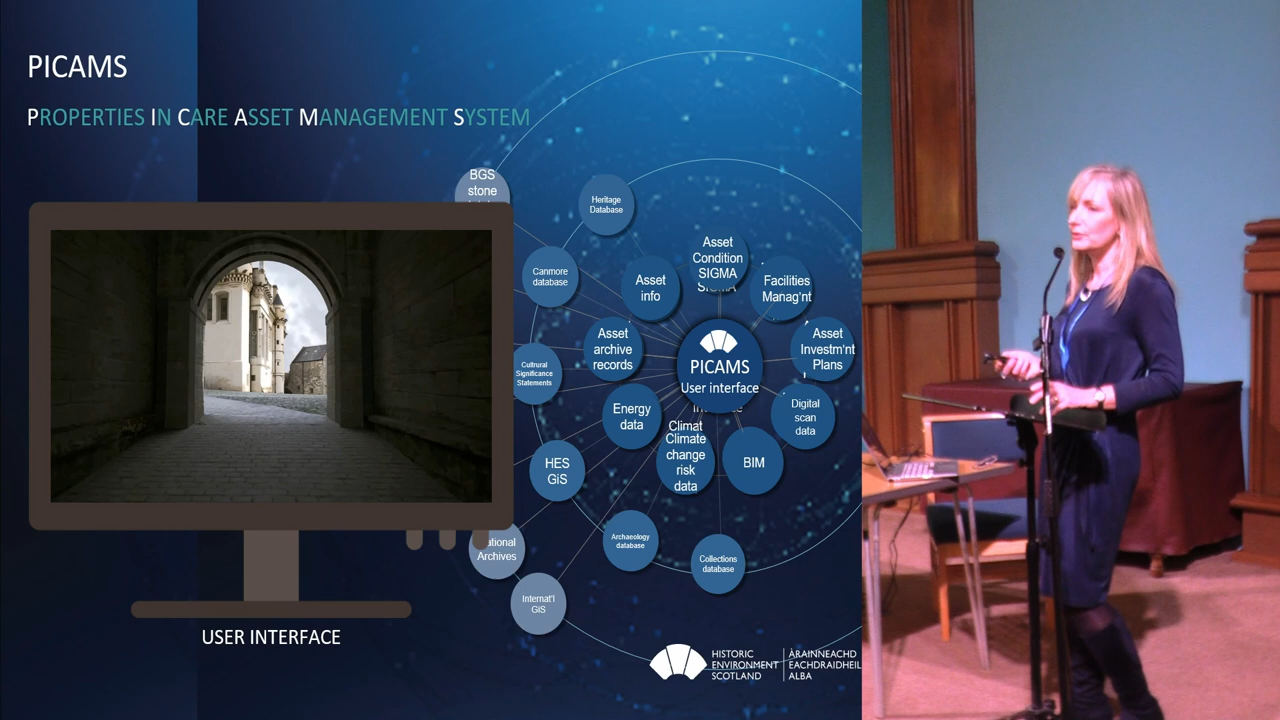 PICAMS
PROPERTIES IN CARE ASSET MANAGEMENT SYSTEM
BGS
stone
Heritage
Database
Canmore
database
Asset
info
Asset
Condition
SIGMA
SIGMA
Facilities
Manag'nt
Asset
archive
records
Asset
Investm'nt
Plans
Cultrural
Significance
Statements
PICAMS
User interface
Energy
data
Digital
scan
data
Climat
Climate
change
risk
data
BIM
HES
GiS
Archives
Archaeology
database
Collections
database
Internat'l
GiS
USER INTERFACE
HISTORIC
ENVIRONMENT
SCOTLAND
ÀRAINNEACHD
EACHDRAIDHEIL
ALBA